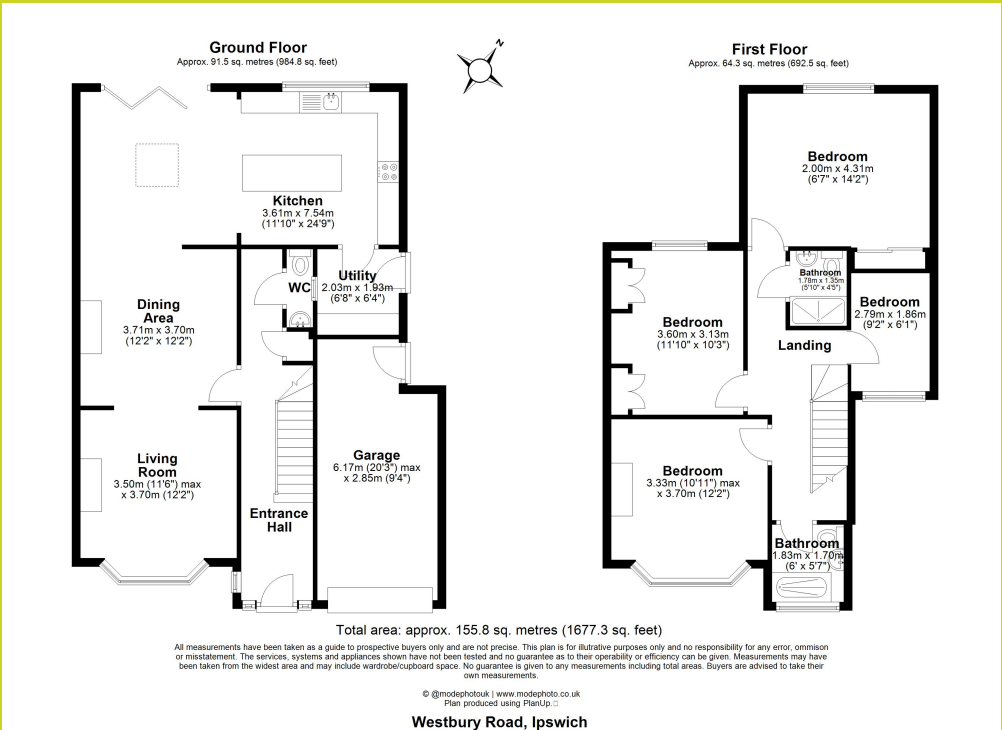 Ground Floor
Approx. 91.5 sq. metres (984.8 sq. feet)
N
First Floor
Approx. 64.3 sq. metres (692.5 sq. feet)
Kitchen
3.61m x 7.54m
(11'10" x 24'9")
Utility
2.03m x 1.93m
(6'8" x 6'4")
WC
Dining
Area
3.71m x 3.70m
(12'2" x 12'2")
Living
Room
3.50m (11'6") max
x 3.70m (12'2")
Entrance
Hall
Garage
6.17m (20'3") max
x 2.85m (9'4")
Bedroom
2.00m x 4.31m
(6'7" x 14'2")
Bathroom
1.78m x 1.35m
(5'10" x 4'5")
Bedroom
2.79m x 1.86m
(9'2" x 6'1")
Bedroom
3.60m x 3.13m
(11'10" x 10'3")
Landing
Bedroom
3.33m (10'11") max
x 3.70m (12'2")
Bathroom
1.83m x 1.70m
(6' x 5'7")
Total area: approx. 155.8 sq. metres (1677.3 sq. feet)
All measurements have been taken as a guide to prospective buyers only and are not precise. This plan is for illutrative purposes only and no responsibility for any error, ommison
or misstatement. The services, systems and appliances shown have not been tested and no guarantee as to their operability or efficiency can be given. Measurements may have
been taken from the widest area and may include wardrobe/cupboard space. No guarantee is given to any measurements including total areas. Buyers are advised to take their
own measurements.
© @modephotouk | www.modephoto.co.uk
Plan produced using PlanUp.□
Westbury Road, Ipswich